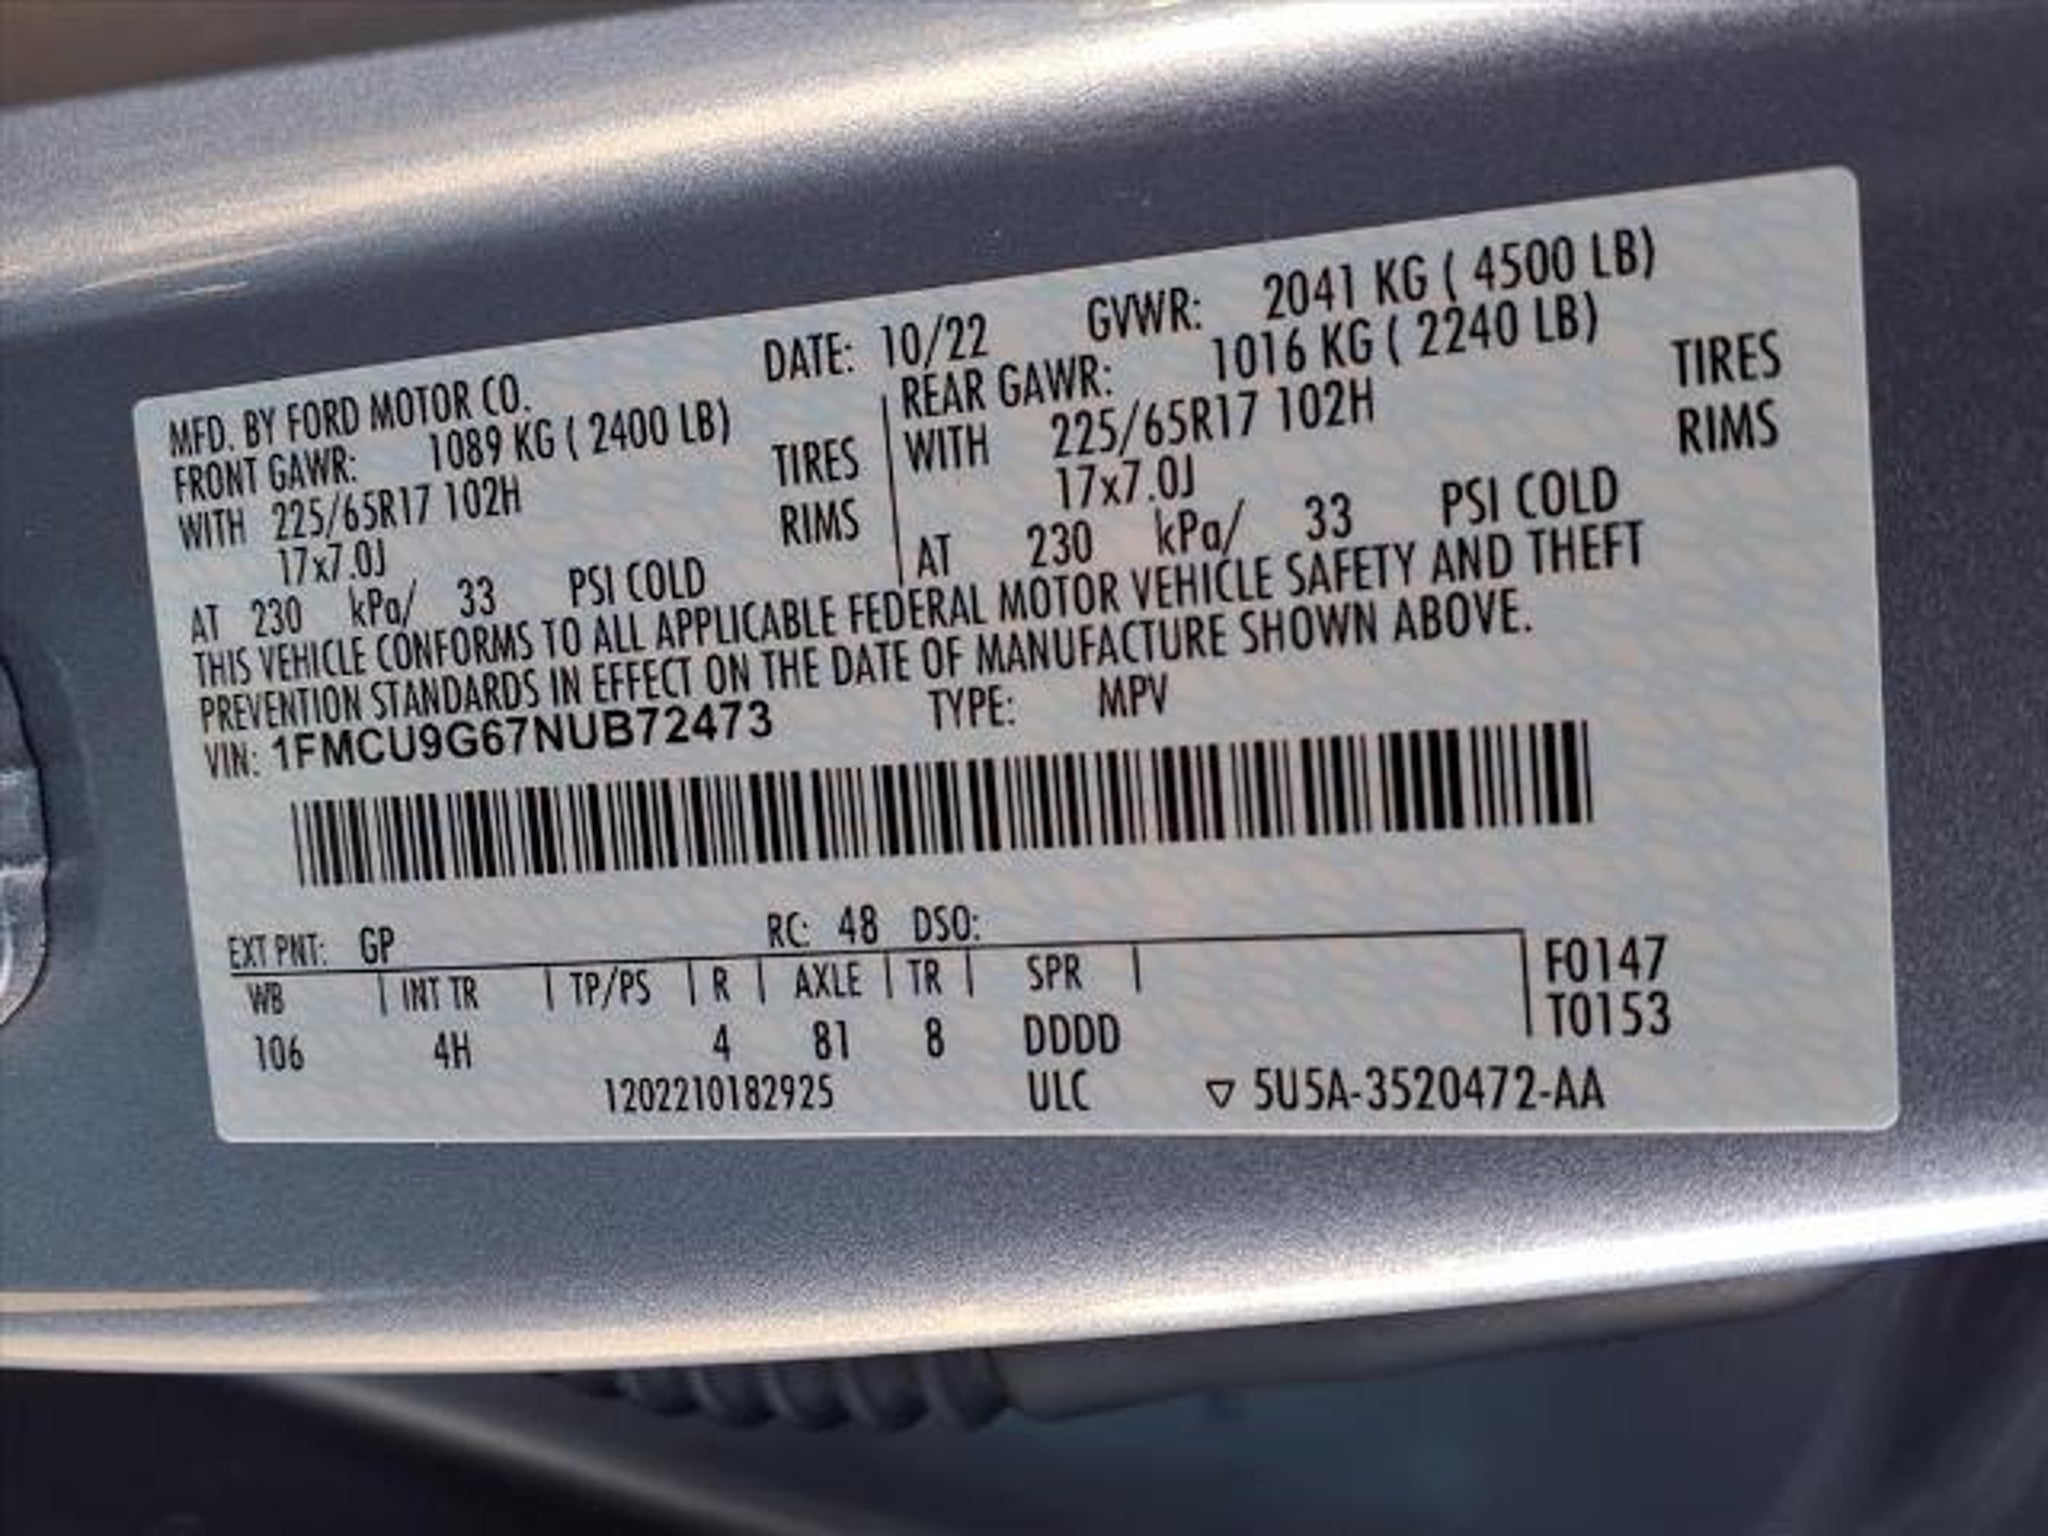 MFD. BY FORD MOTOR CO. DATE: 10/22 GVWR: 2041 KG ( 4500 LB)
FRONT GAWR: 1089 KG ( 2400 LB)
WITH 225/65R17 102H TIRES
17x7.0J RIMS
AT 230 kPa/ 33 PSI COLD
REAR GAWR: 1016 KG ( 2240 LB)
WITH 225/65R17 102H TIRES
17x7.0J RIMS
AT 230 kPa/ 33 PSI COLD
THIS VEHICLE CONFORMS TO ALL APPLICABLE FEDERAL MOTOR VEHICLE SAFETY AND THEFT
PREVENTION STANDARDS IN EFFECT ON THE DATE OF MANUFACTURE SHOWN ABOVE.
VIN: 1FMCU9G67NUB72473 TYPE: MPV
EXT PNT: GP RC: 48 DSO:
WB | INT TR | TP/PS | R | AXLE | TR | SPR | F0147
T0153
106 4H 4 81 8 DDDD
1202210182925 ULC ▽ 5U5A-3520472-AA